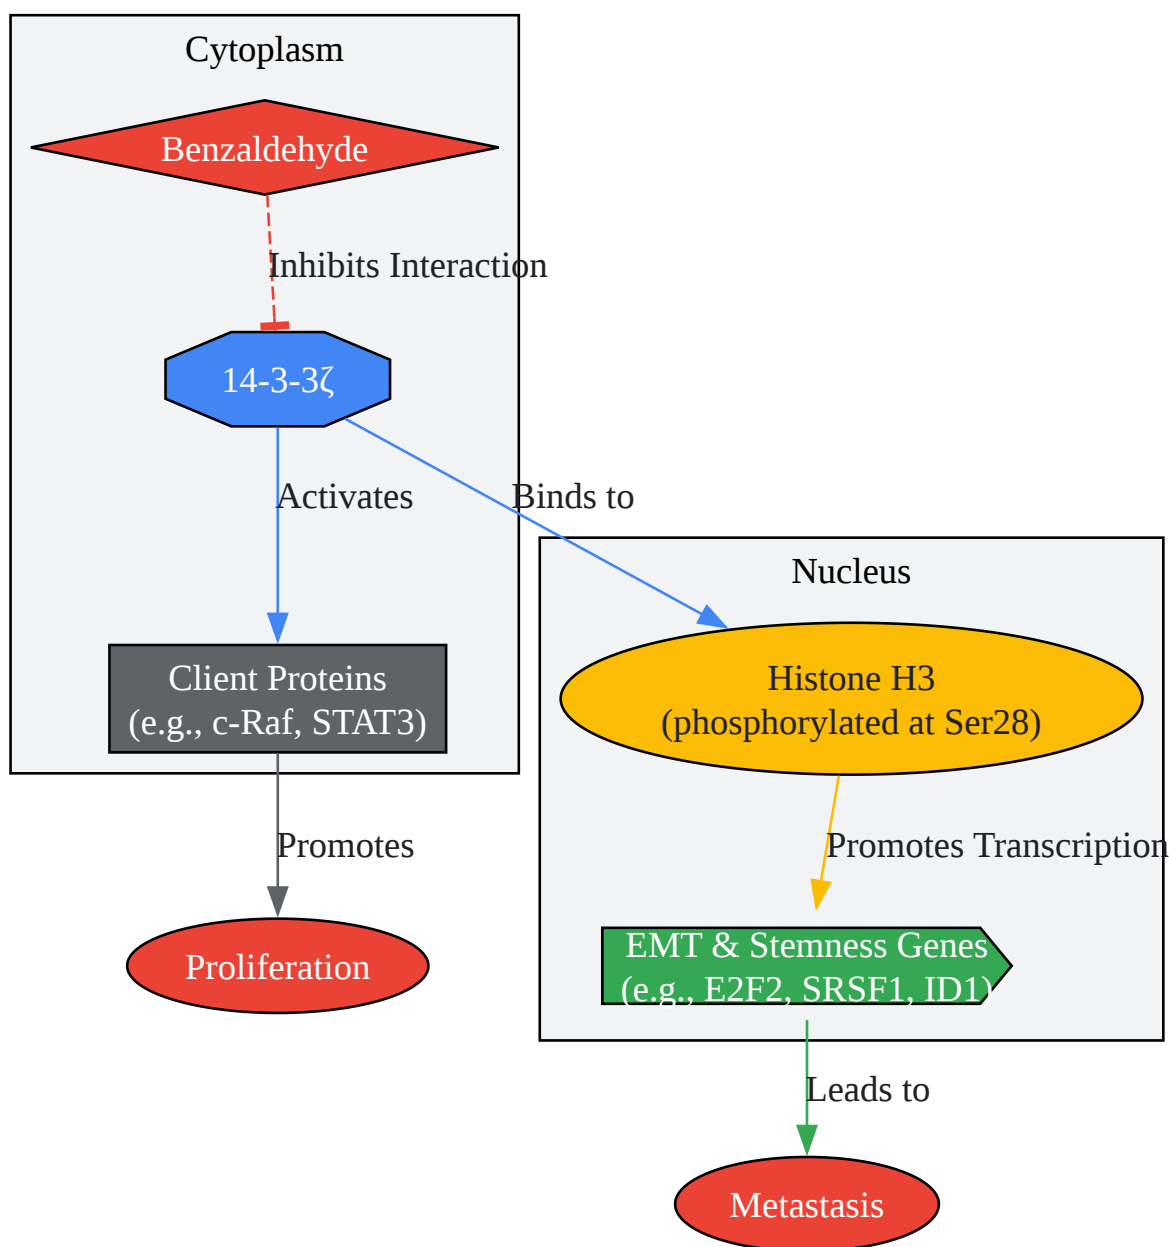 Cytoplasm
Benzaldehyde
Inhibits Interaction
14-3-3ζ
Activates
Binds to
Nucleus
Client Proteins
(e.g., c-Raf, STAT3)
Histone H3
(phosphorylated at Ser28)
Promotes
Promotes Transcription
Proliferation
EMT & Stemness Genes
(e.g., E2F2, SRSF1, ID1)
Leads to
Metastasis